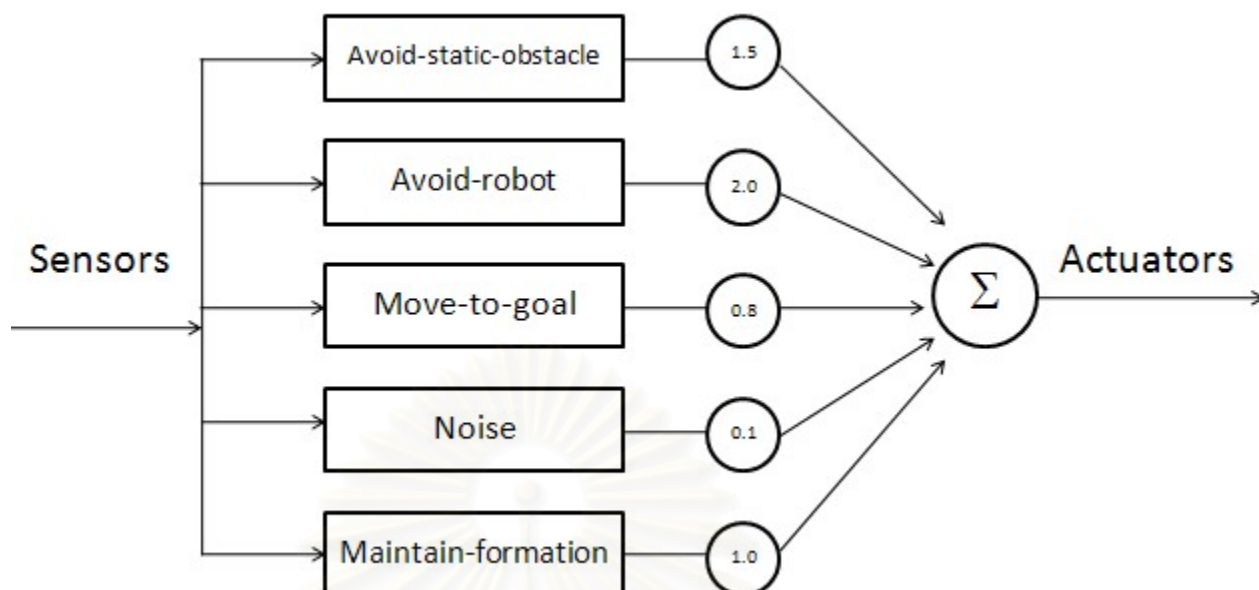 Avoid-static-obstacle
1.5
Avoid-robot
2.0
Sensors
Move-to-goal
0.8
Σ
Actuators
Noise
0.1
Maintain-formation
1.0